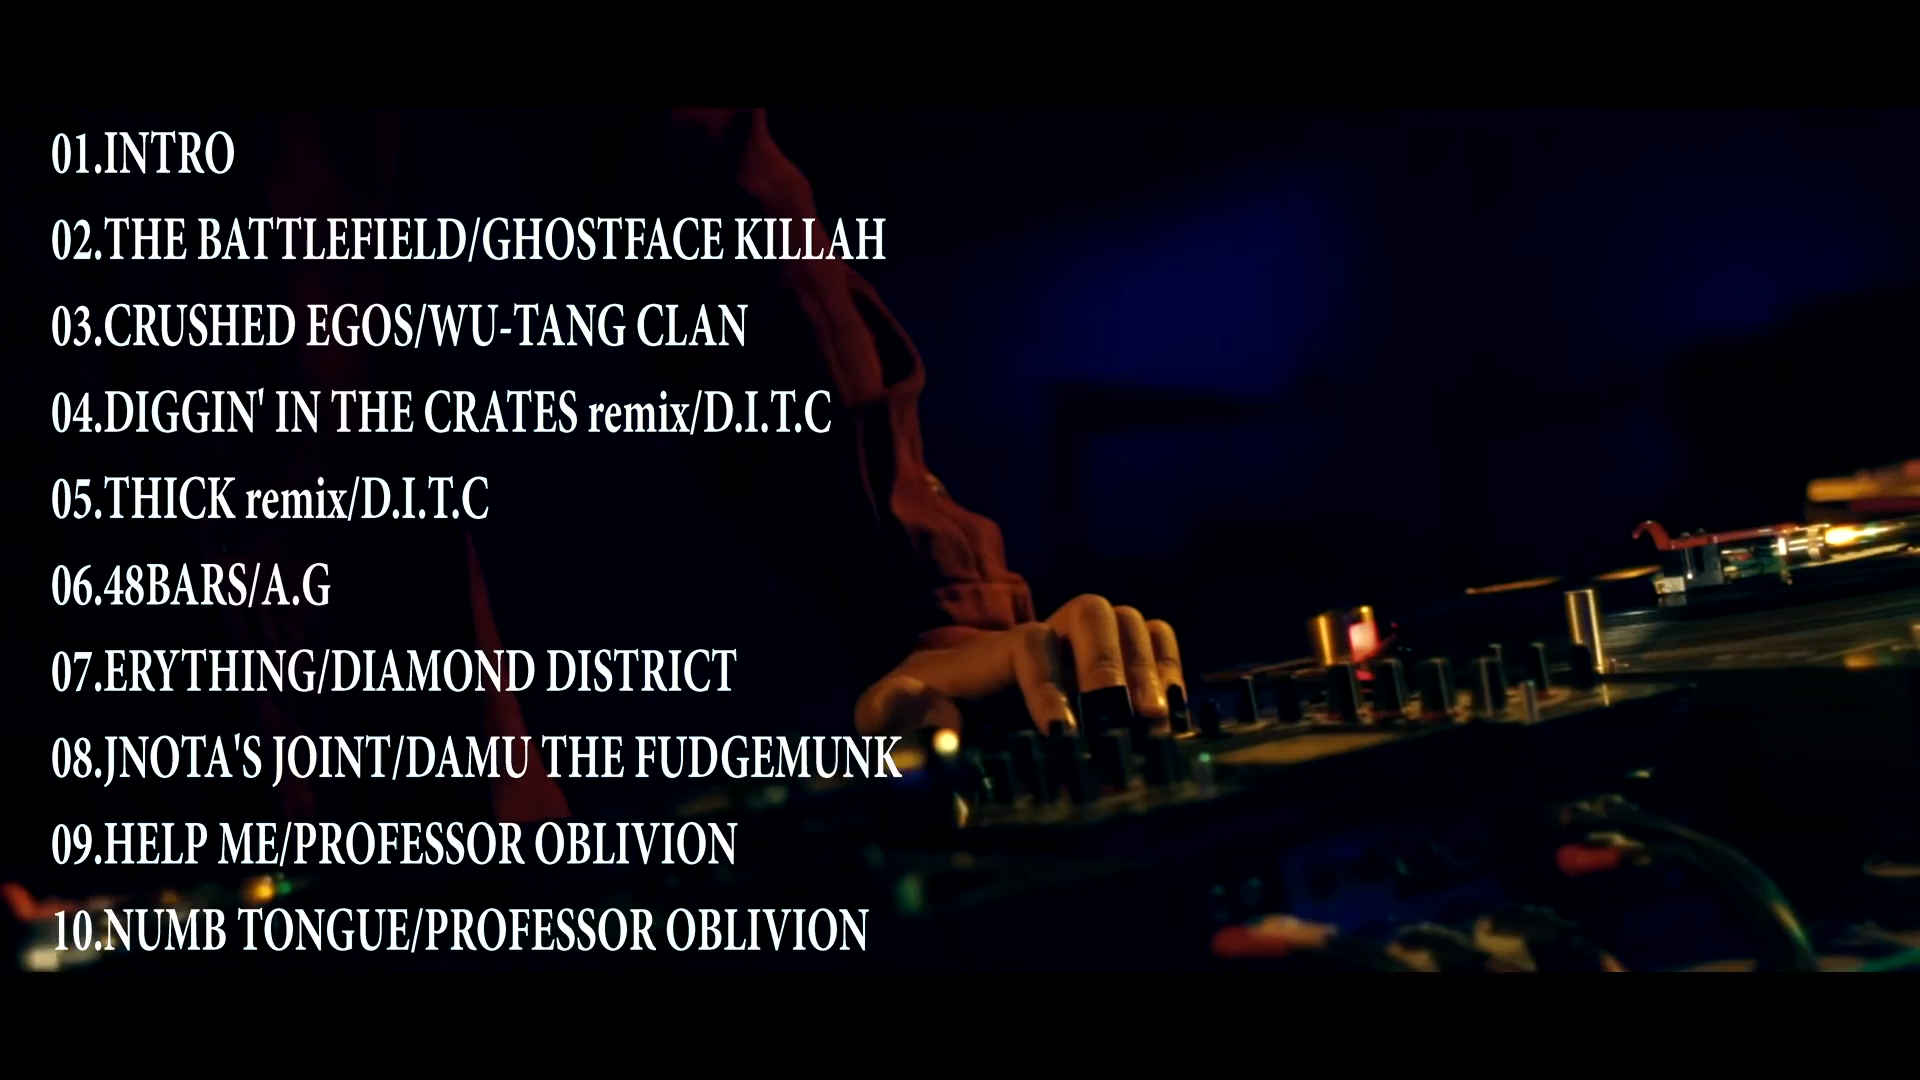 01.INTRO
02.THE BATTLEFIELD/GHOSTFACE KILLAH
03.CRUSHED EGOS/WU-TANG CLAN
04.DIGGIN' IN THE CRATES remix/D.I.T.C
05.THICK remix/D.I.T.C
06.48BARS/A.G
07.ERYTHING/DIAMOND DISTRICT
08.JNOTA'S JOINT/DAMU THE FUDGEMUNK
09.HELP ME/PROFESSOR OBLIVION
10.NUMB TONGUE/PROFESSOR OBLIVION